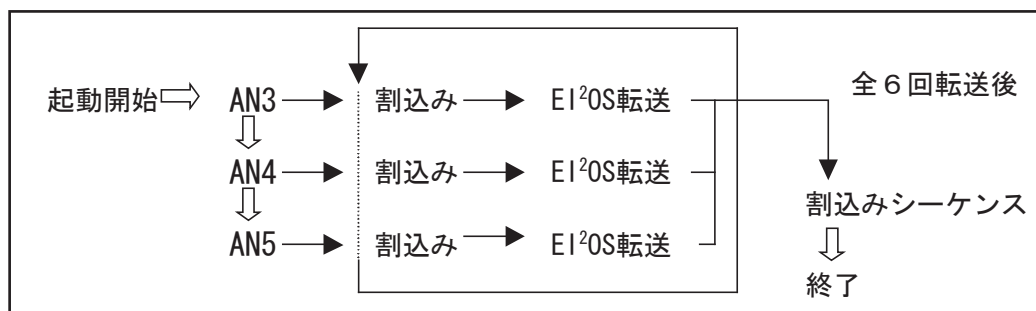 起動開始 AN3 割込み EI²OS転送 全６回転送後
AN4 割込み EI²OS転送
割込みシーケンス
AN5 割込み EI²OS転送
終了